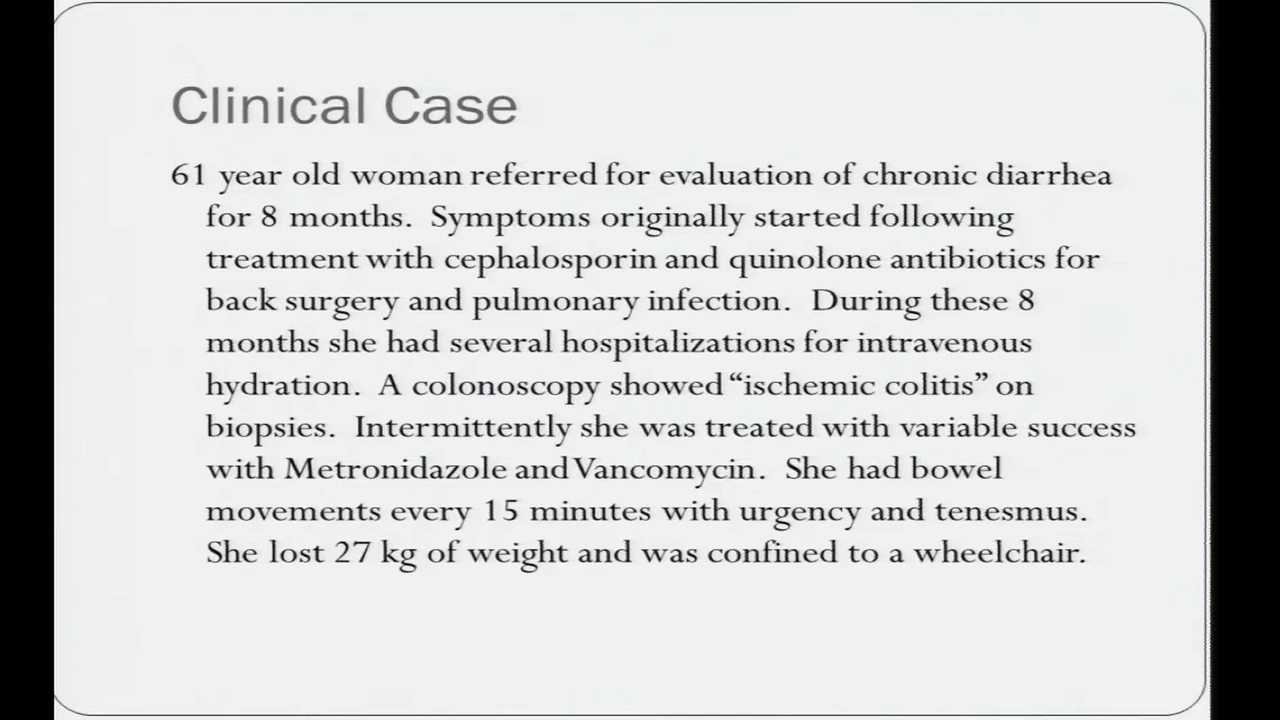 Clinical Case
61 year old woman referred for evaluation of chronic diarrhea
for 8 months. Symptoms originally started following
treatment with cephalosporin and quinolone antibiotics for
back surgery and pulmonary infection. During these 8
months she had several hospitalizations for intravenous
hydration. A colonoscopy showed “ischemic colitis” on
biopsies. Intermittently she was treated with variable success
with Metronidazole and Vancomycin. She had bowel
movements every 15 minutes with urgency and tenesmus.
She lost 27 kg of weight and was confined to a wheelchair.